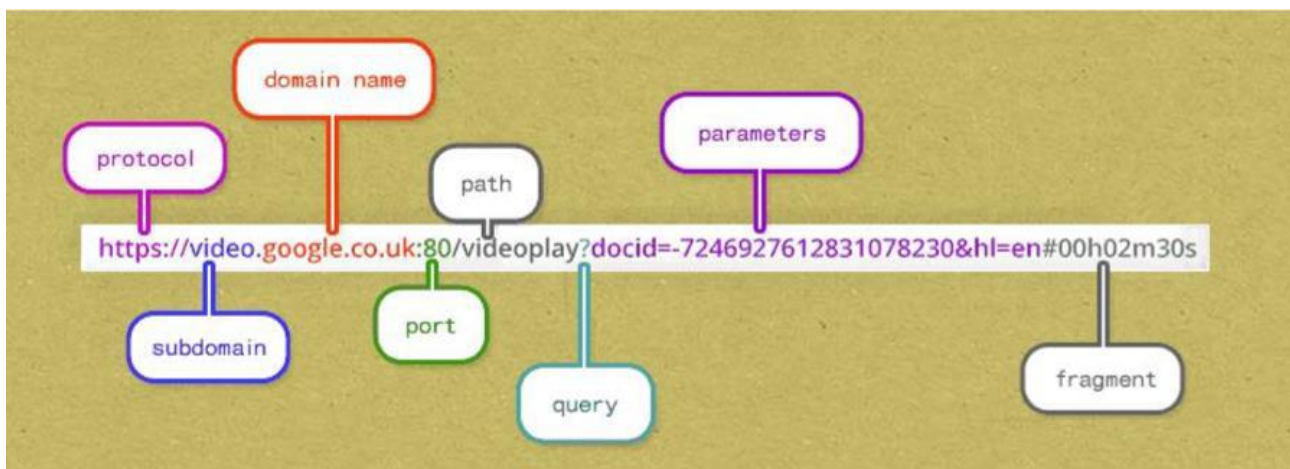 domain name
parameters
protocol
path
https://video.google.co.uk:80/videoplay?docid=-7246927612831078230&hl=en#00h02m30s
subdomain
port
query
fragment